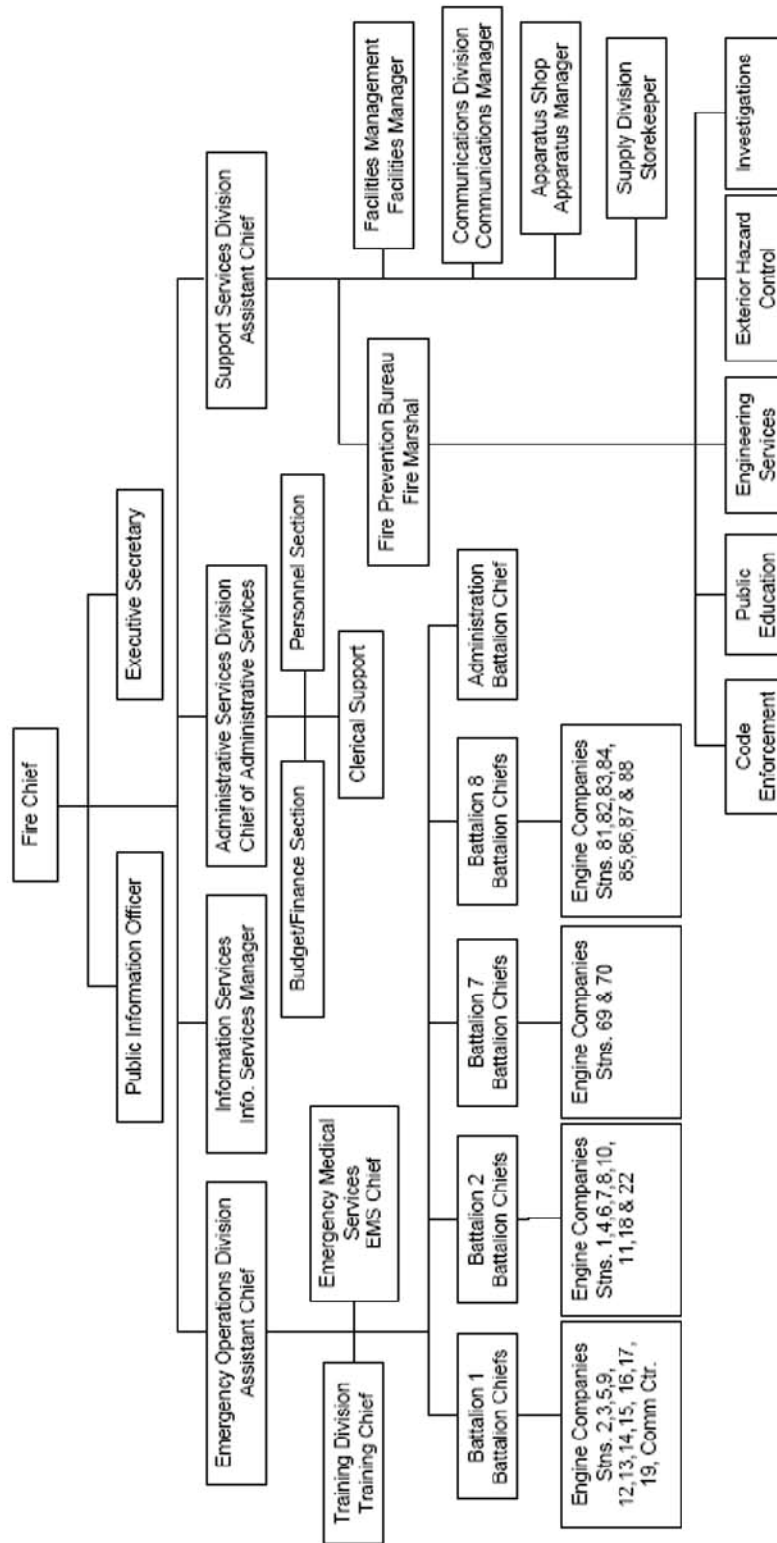 Fire Chief
Public Information Officer
Executive Secretary
Emergency Operations Division
Assistant Chief
Information Services
Info. Services Manager
Administrative Services Division
Chief of Administrative Services
Support Services Division
Assistant Chief
Training Division
Training Chief
Emergency Medical
Services
EMS Chief
Budget/Finance Section
Personnel Section
Clerical Support
Fire Prevention Bureau
Fire Marshal
Facilities Management
Facilities Manager
Communications Division
Communications Manager
Apparatus Shop
Apparatus Manager
Supply Division
Storekeeper
Battalion 1
Battalion Chiefs
Battalion 2
Battalion Chiefs
Battalion 7
Battalion Chiefs
Battalion 8
Battalion Chiefs
Administration
Battalion Chief
Engine Companies
Stns. 2,3,5,9,
12,13,14,15, 16,17,
19, Comm Ctr.
Engine Companies
Stns. 1,4,6,7,8,10,
11,18 & 22
Engine Companies
Stns. 69 & 70
Engine Companies
Stns. 81,82,83,84,
85,86,87 & 88
Code
Enforcement
Public
Education
Engineering
Services
Exterior Hazard
Control
Investigations